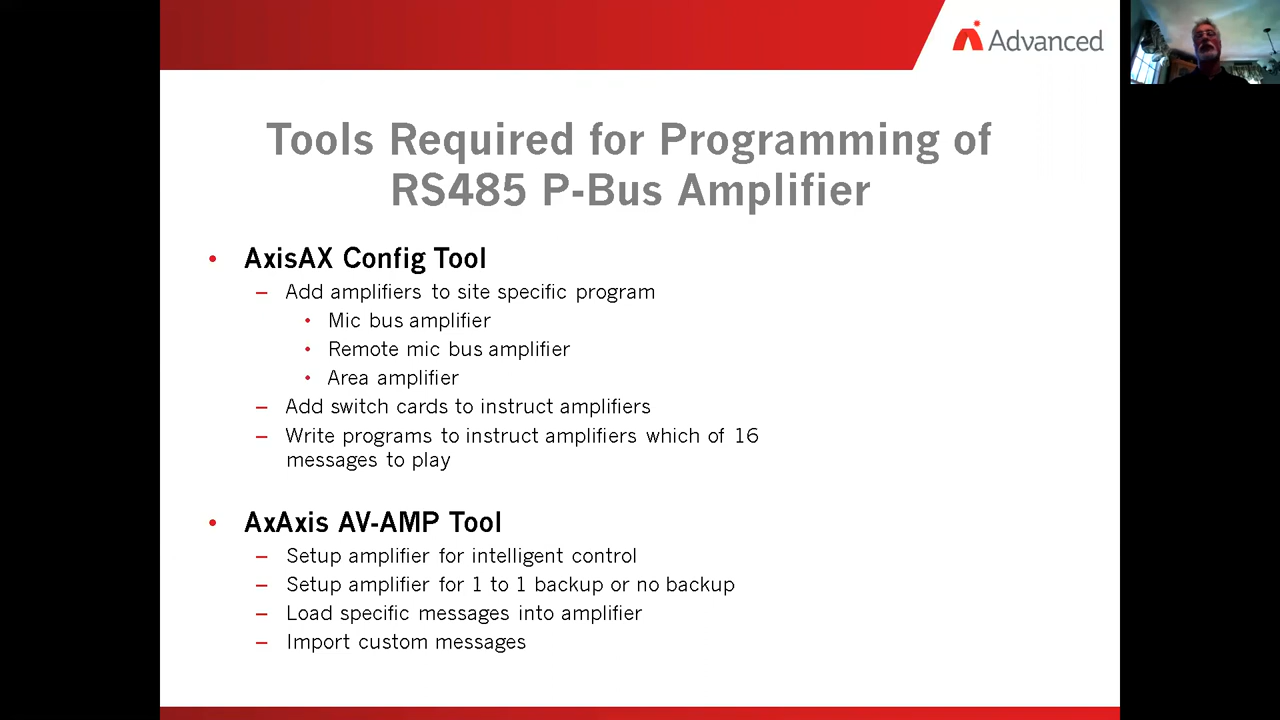 Advanced
Tools Required for Programming of
RS485 P-Bus Amplifier
• AxisAX Config Tool
– Add amplifiers to site specific program
• Mic bus amplifier
• Remote mic bus amplifier
• Area amplifier
– Add switch cards to instruct amplifiers
– Write programs to instruct amplifiers which of 16
messages to play
• AxAxis AV-AMP Tool
– Setup amplifier for intelligent control
– Setup amplifier for 1 to 1 backup or no backup
– Load specific messages into amplifier
– Import custom messages